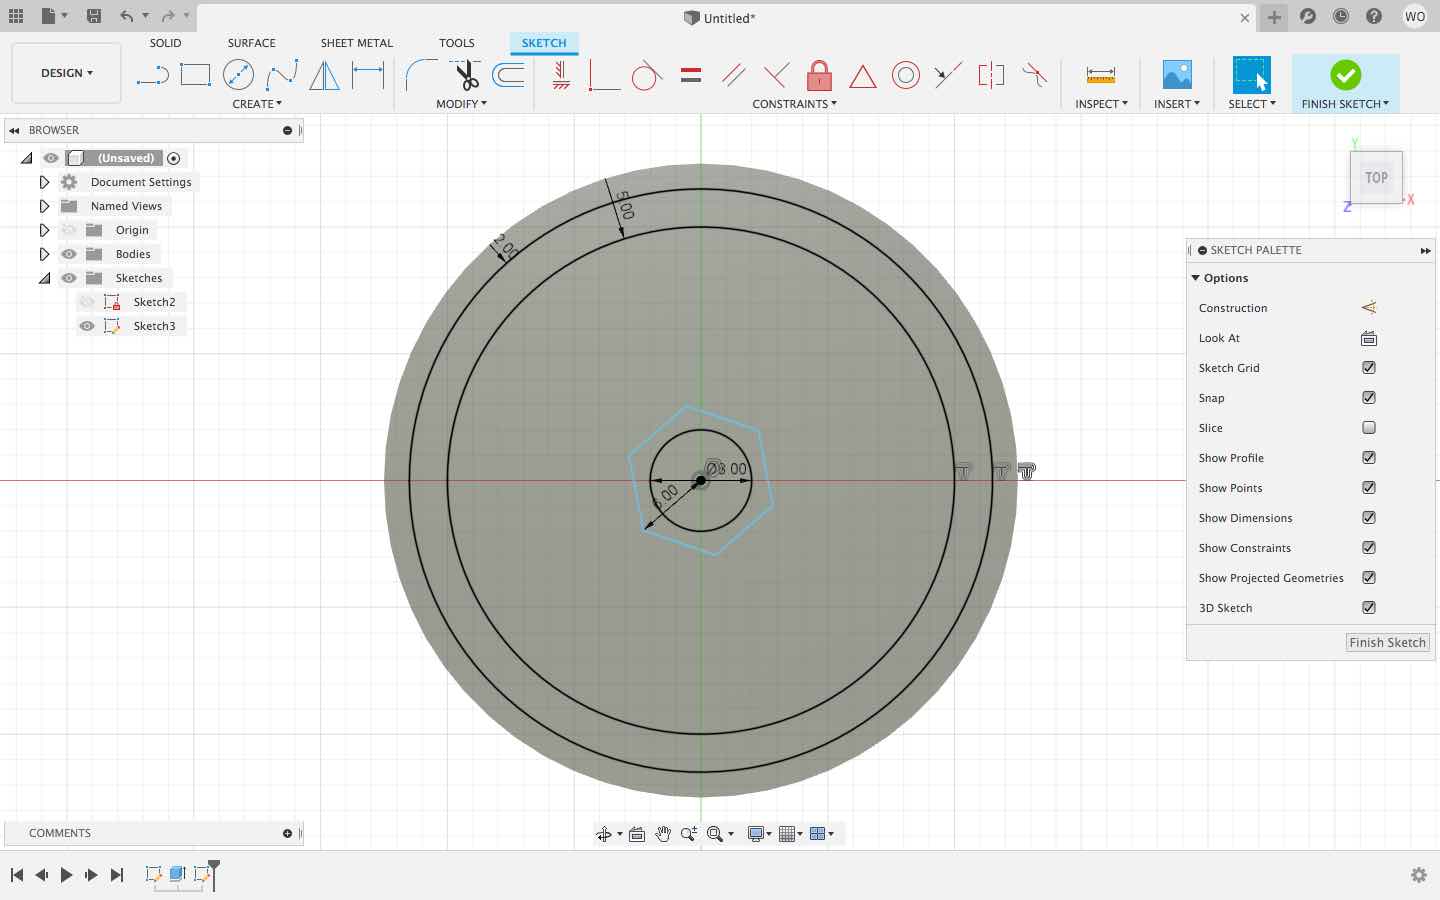 Untitled*
WO
SOLID
SURFACE
SHEET METAL
TOOLS
SKETCH
DESIGN
CREATE
MODIFY
CONSTRAINTS
INSPECT
INSERT
SELECT
FINISH SKETCH
BROWSER
(Unsaved)
Document Settings
Named Views
Origin
Bodies
Sketches
Sketch2
Sketch3
5.00
2.00
Y
TOP
X
Z
SKETCH PALETTE
Options
Construction
Look At
Sketch Grid
Snap
Slice
Show Profile
Show Points
Show Dimensions
Show Constraints
Show Projected Geometries
3D Sketch
Finish Sketch
COMMENTS